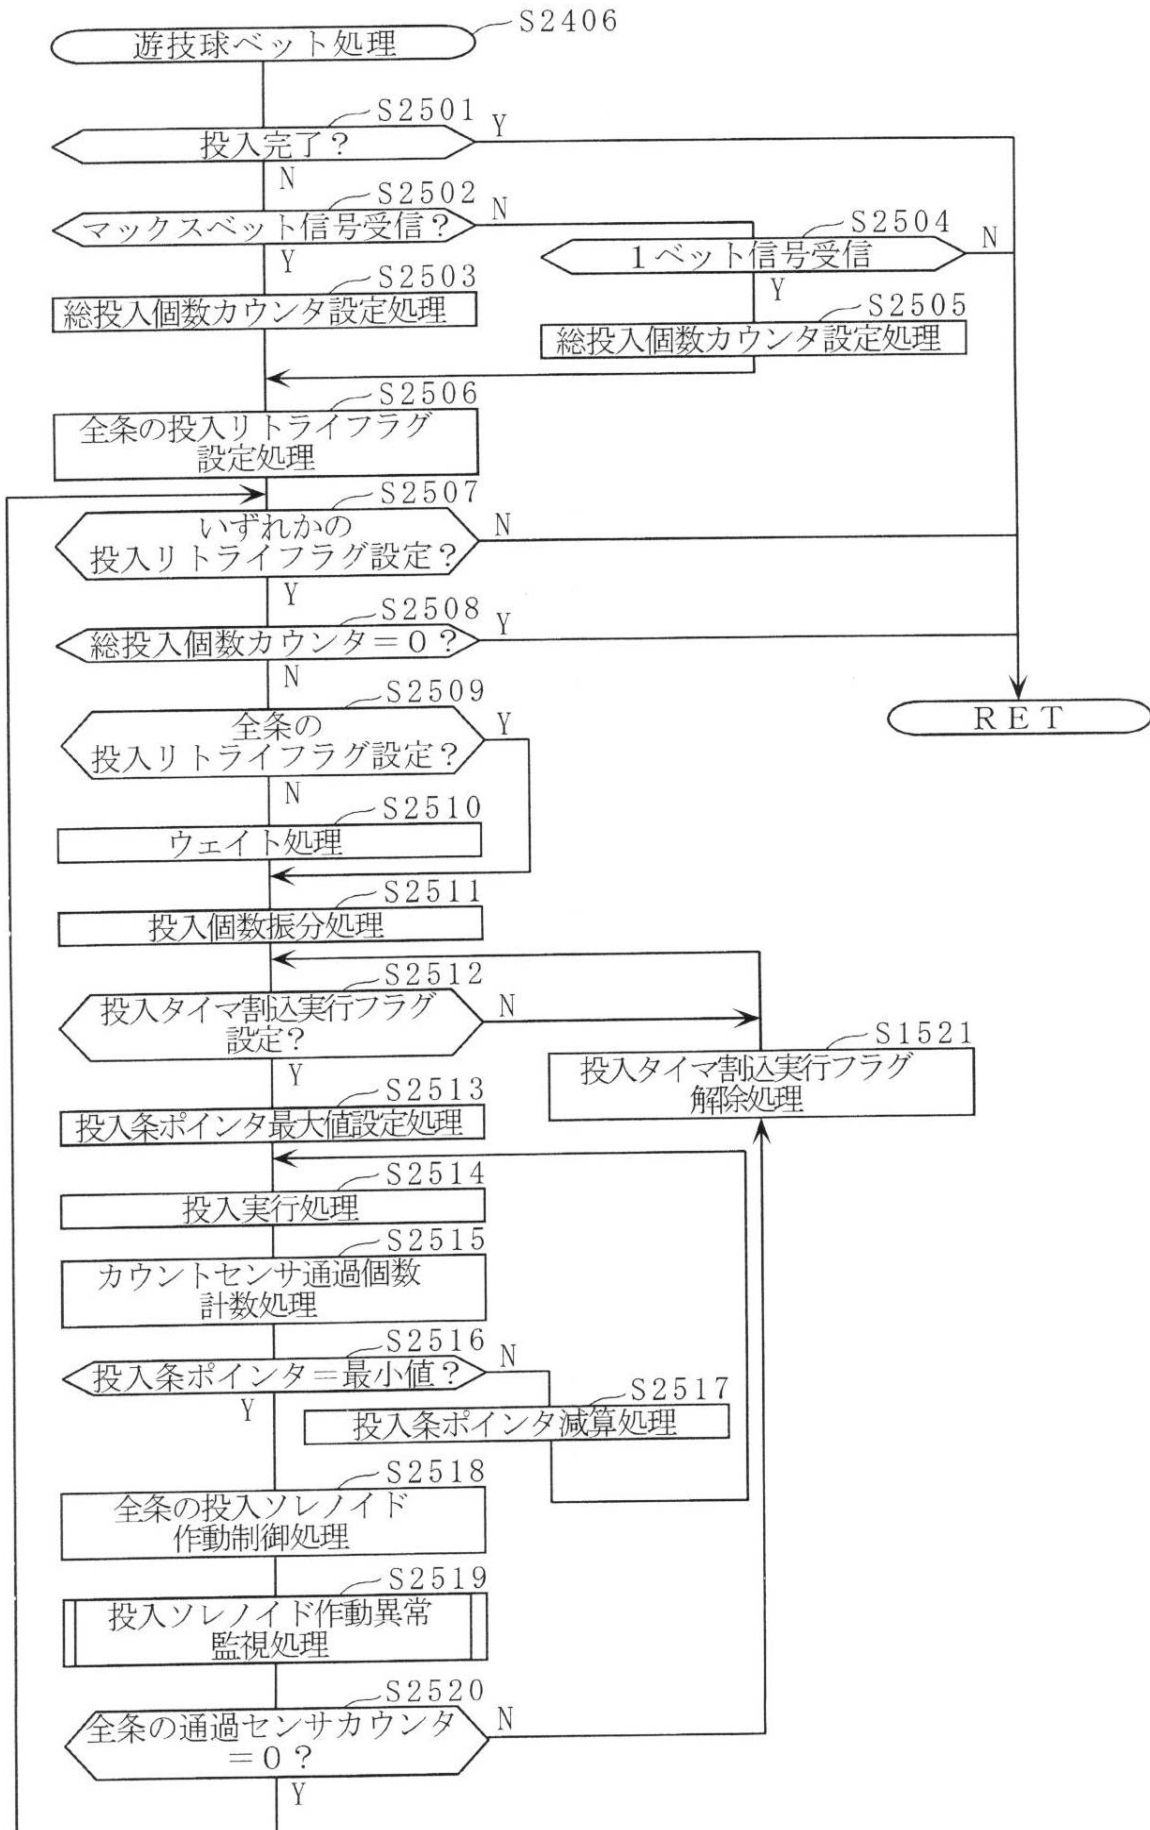 S2406
遊技球ベット処理
S2501
投入完了?
Y
N
S2502
マックスベット信号受信?
N
Y
S2504
1ベット信号受信
N
Y
S2503
総投入個数カウンタ設定処理
S2505
総投入個数カウンタ設定処理
S2506
全条の投入リトライフラグ
設定処理
S2507
いずれかの
投入リトライフラグ設定?
N
Y
S2508
総投入個数カウンタ=0?
Y
N
S2509
全条の
投入リトライフラグ設定?
Y
N
RET
S2510
ウェイト処理
S2511
投入個数振分処理
S2512
投入タイマ割込実行フラグ
設定?
N
Y
S1521
投入タイマ割込実行フラグ
解除処理
S2513
投入条ポインタ最大値設定処理
S2514
投入実行処理
S2515
カウントセンサ通過個数
計数処理
S2516
投入条ポインタ=最小値?
N
Y
S2517
投入条ポインタ減算処理
S2518
全条の投入ソレノイド
作動制御処理
S2519
投入ソレノイド作動異常
監視処理
S2520
全条の通過センサカウンタ
=0?
N
Y